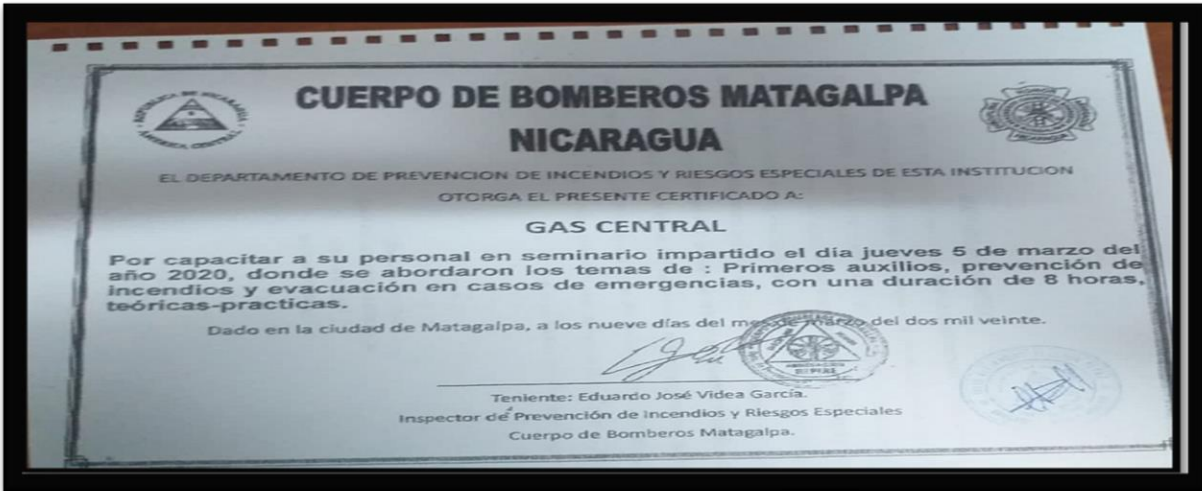 CUERPO DE BOMBEROS MATAGALPA
NICARAGUA
EL DEPARTAMENTO DE PREVENCION DE INCENDIOS Y RIESGOS ESPECIALES DE ESTA INSTITUCION
OTORGA EL PRESENTE CERTIFICADO A:
GAS CENTRAL
Por capacitar a su personal en seminario impartido el día jueves 5 de marzo del
año 2020, donde se abordaron los temas de : Primeros auxilios, prevención de
incendios y evacuación en casos de emergencias, con una duración de 8 horas,
teóricas-practicas.
Dado en la ciudad de Matagalpa, a los nueve días del mes de marzo del dos mil veinte.
Teniente: Eduardo José Videa García.
Inspector de Prevención de Incendios y Riesgos Especiales
Cuerpo de Bomberos Matagalpa.